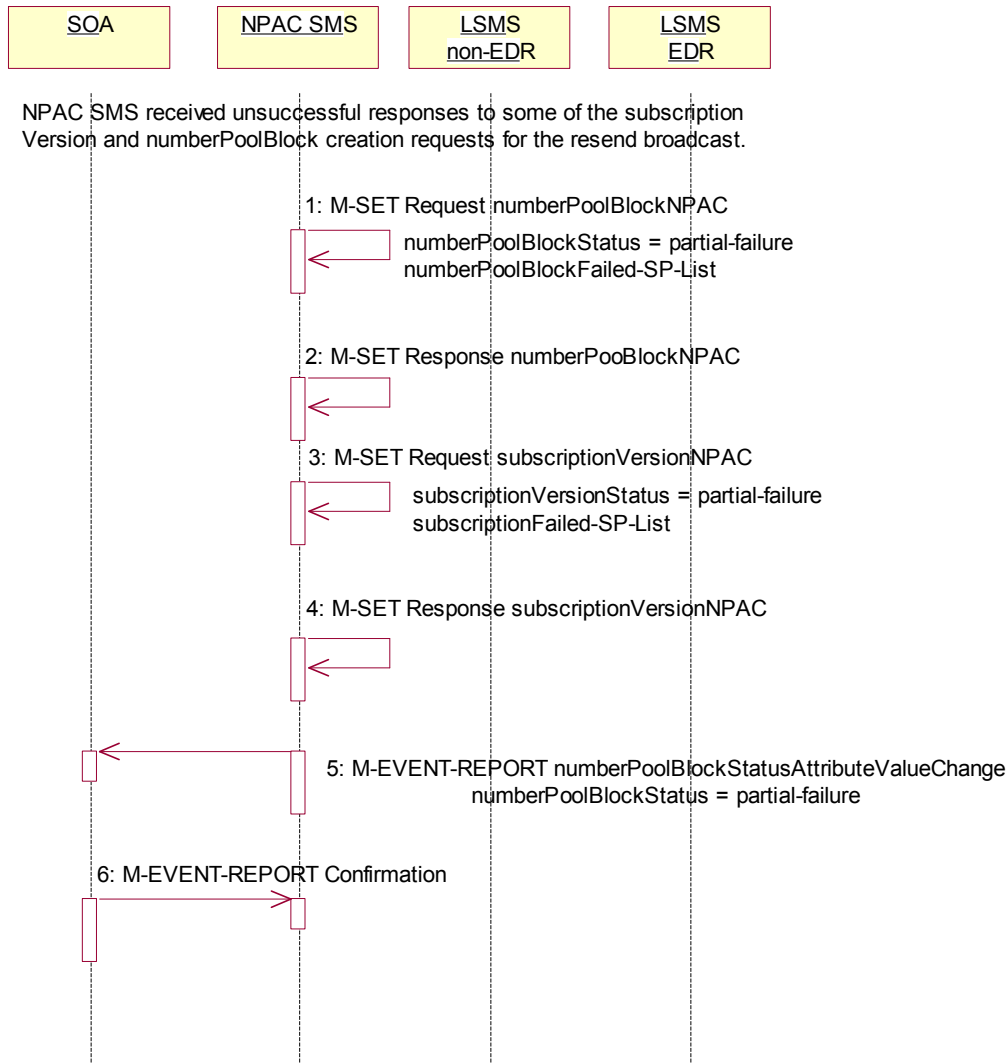 SOA
NPAC SMS
LSMS
non-EDR
LSMS
EDR
NPAC SMS received unsuccessful responses to some of the subscription
Version and numberPoolBlock creation requests for the resend broadcast.
1: M-SET Request numberPoolBlockNPAC
numberPoolBlockStatus = partial-failure
numberPoolBlockFailed-SP-List
2: M-SET Response numberPooBlockNPAC
3: M-SET Request subscriptionVersionNPAC
subscriptionVersionStatus = partial-failure
subscriptionFailed-SP-List
4: M-SET Response subscriptionVersionNPAC
5: M-EVENT-REPORT numberPoolBlockStatusAttributeValueChange
numberPoolBlockStatus = partial-failure
6: M-EVENT-REPORT Confirmation